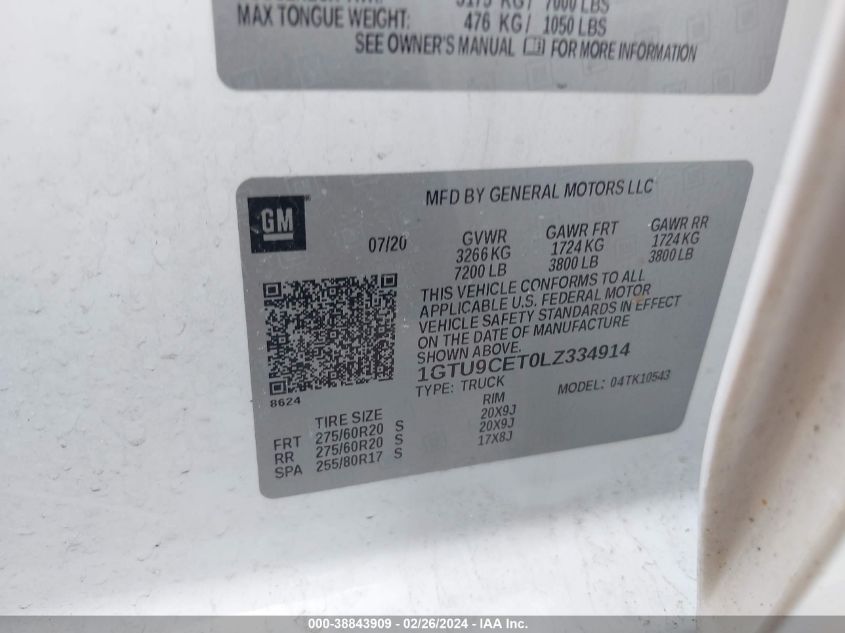 7000 LBS
MAX TONGUE WEIGHT: 476 KG / 1050 LBS
SEE OWNER'S MANUAL FOR MORE INFORMATION
MFD BY GENERAL MOTORS LLC
GM
07/20
GVWR GAWR FRT GAWR RR
3266 KG 1724 KG 1724 KG
7200 LB 3800 LB 3800 LB
THIS VEHICLE CONFORMS TO ALL
APPLICABLE U.S. FEDERAL MOTOR
VEHICLE SAFETY STANDARDS IN EFFECT
ON THE DATE OF MANUFACTURE
SHOWN ABOVE.
1GTU9CET0LZ334914
TYPE: TRUCK MODEL: 04TK10543
8624
TIRE SIZE RIM
FRT 275/60R20 S 20X9J
RR 275/60R20 S 20X9J
SPA 255/80R17 S 17X8J
000-38843909 - 02/26/2024 - IAA Inc.